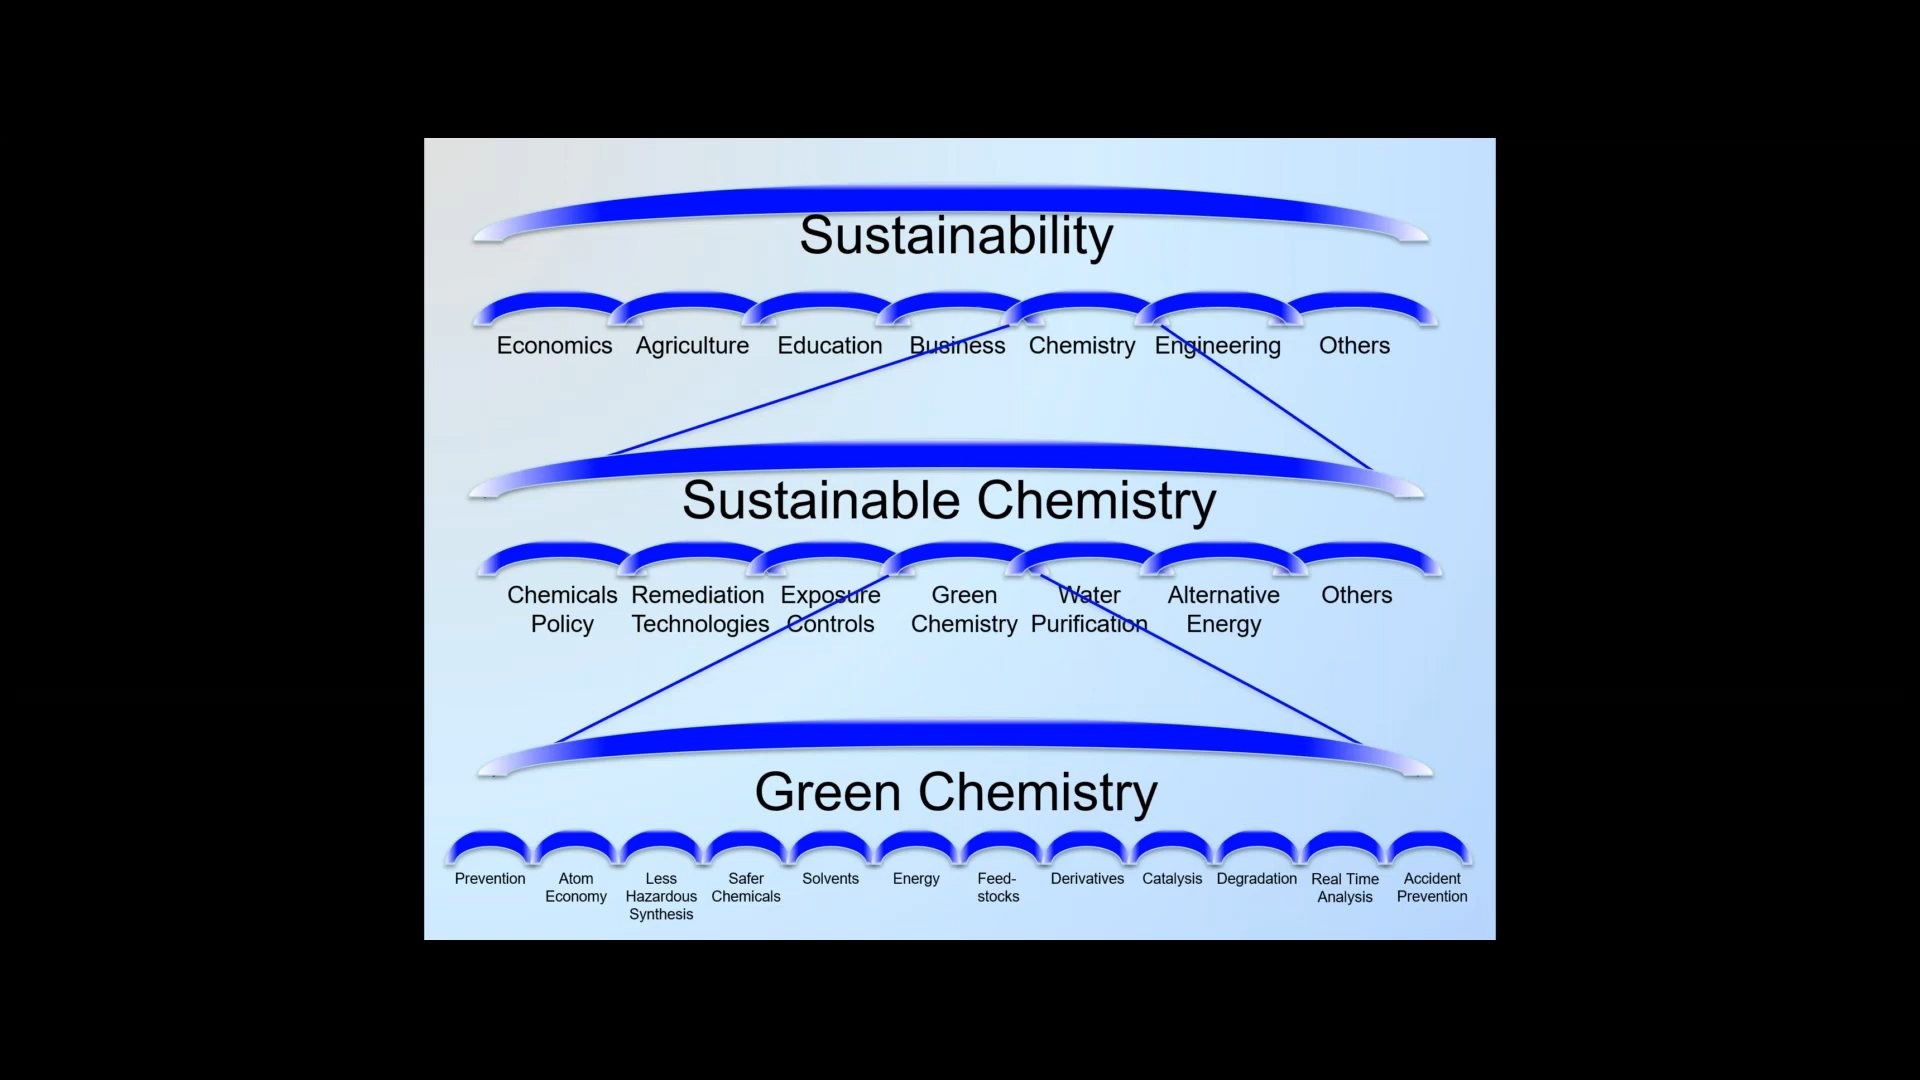 Sustainability
Economics Agriculture Education Business Chemistry Engineering Others
Sustainable Chemistry
Chemicals Remediation Exposure Green Water Alternative Others
Policy Technologies Controls Chemistry Purification Energy
Green Chemistry
Prevention Atom Less Safer Solvents Energy Feed- Derivatives Catalysis Degradation Real Time Accident
Economy Hazardous Chemicals stocks Analysis Prevention
Synthesis